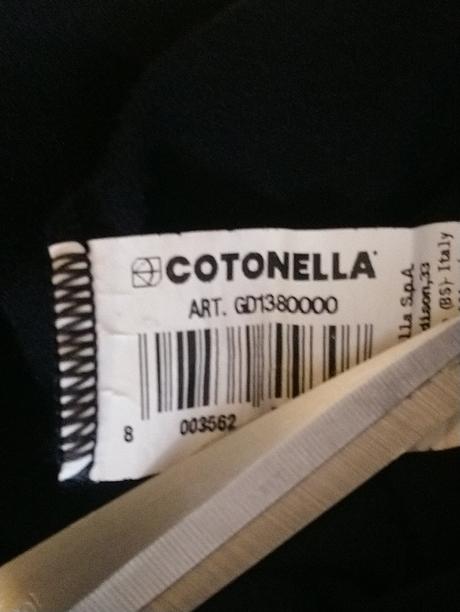 COTONELLA
ART. GD1380000
8 003562
lla S.p.A.
dison,33
(BS)- Italy